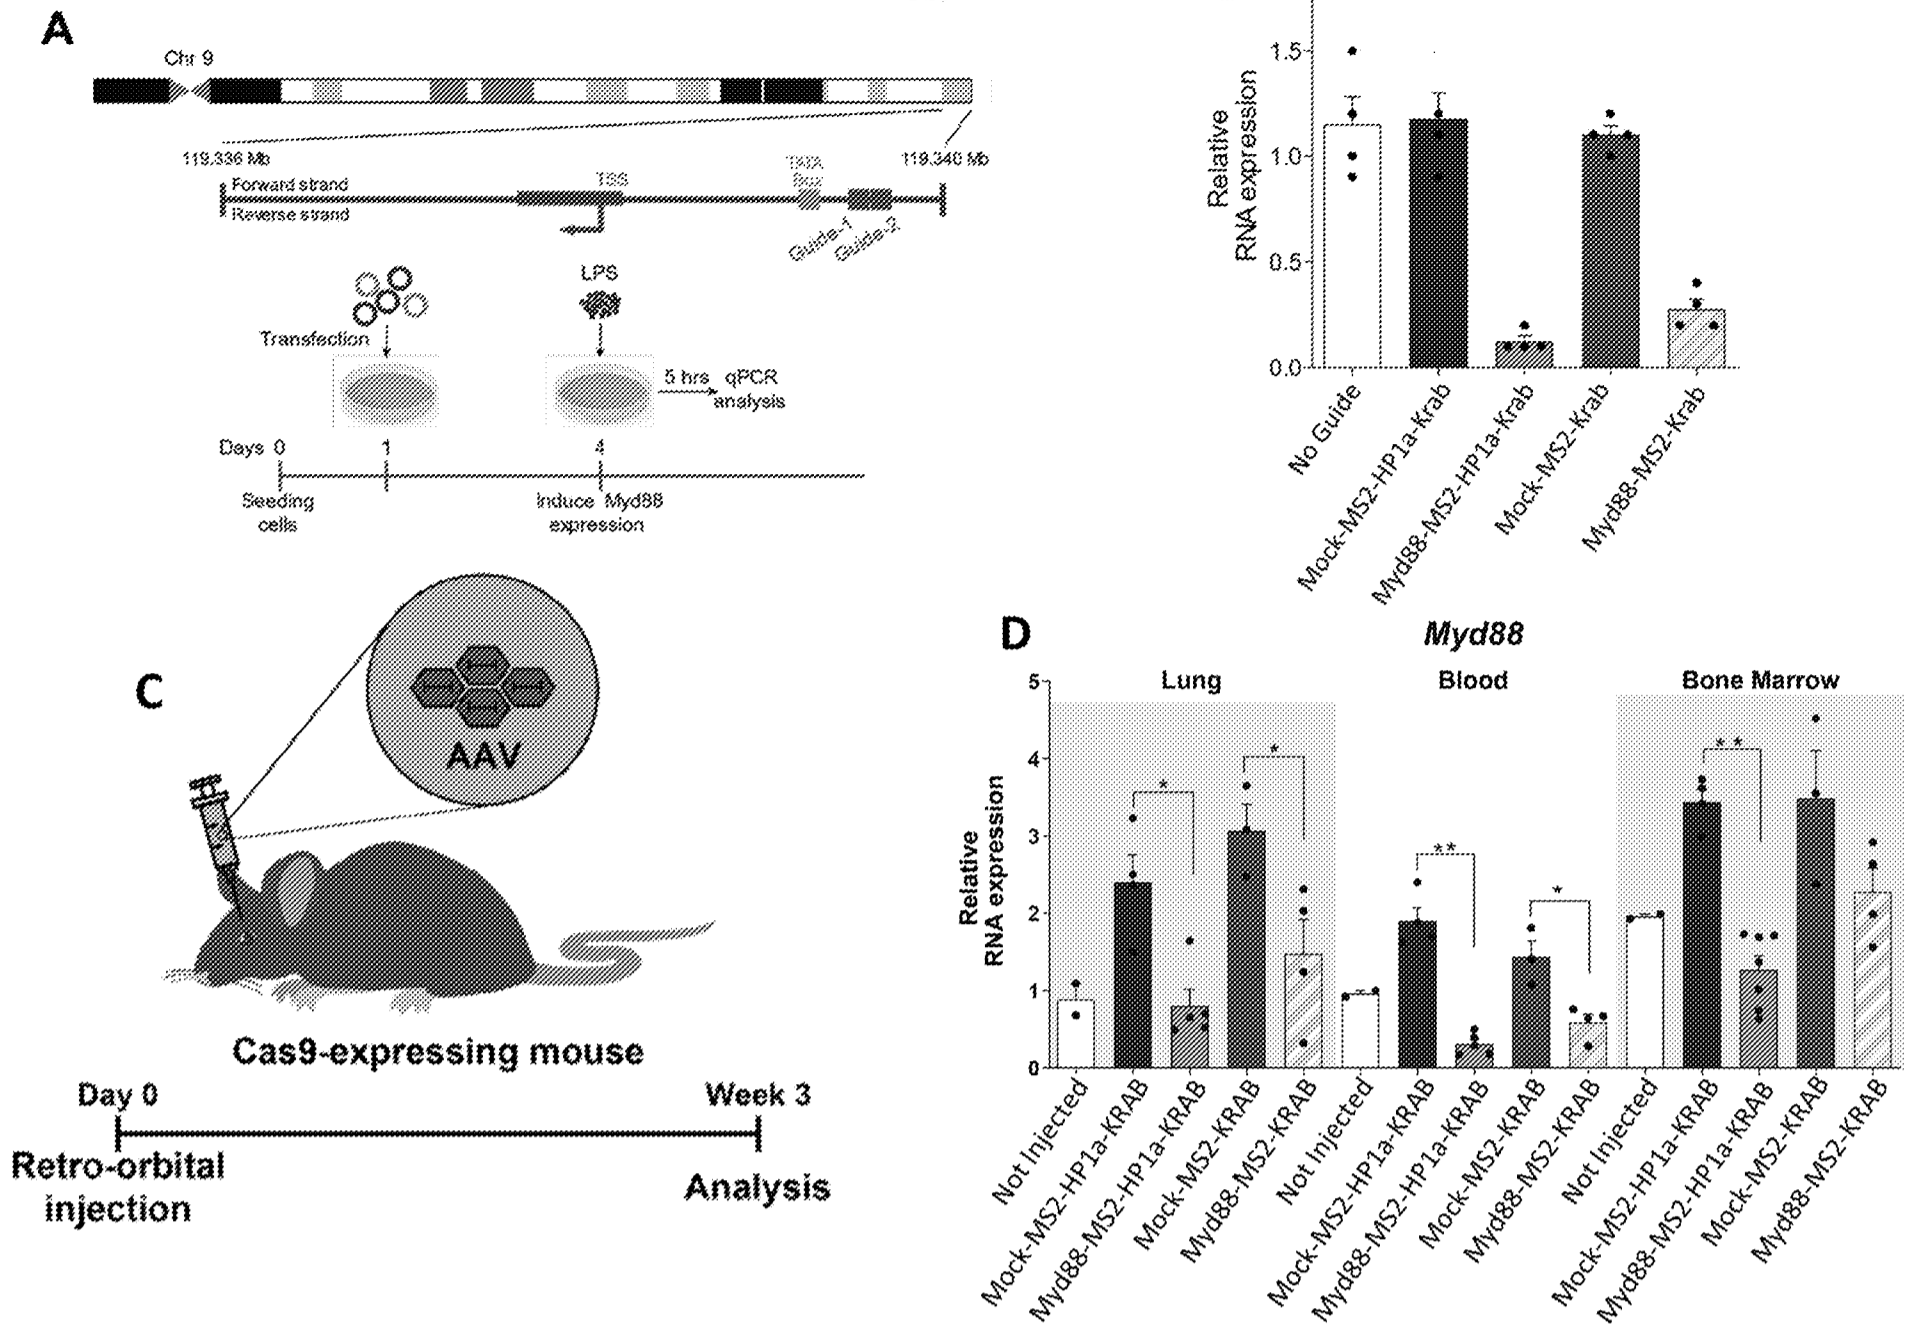 A
Chr 9
119.336 Mb
119.340 Mb
Forward strand
Reverse strand
TSS
TATA
Box
Guide-1
Guide-2
LPS
Transfection
5 hrs
qPCR
analysis
Days 0
1
4
Seeding
cells
Induce Myd88
expression
Relative
RNA expression
1.5
1.0
0.5
0.0
No Guide
Mock-MS2-HP1a-Krab
Myd88-MS2-HP1a-Krab
Mock-MS2-Krab
Myd88-MS2-Krab
C
AAV
Cas9-expressing mouse
Day 0
Week 3
Retro-orbital
injection
Analysis
D
Myd88
Lung
Blood
Bone Marrow
Relative
RNA expression
5
4
3
2
1
0
*
*
**
*
**
Not Injected
Mock-MS2-HP1a-KRAB
Myd88-MS2-HP1a-KRAB
Mock-MS2-KRAB
Myd88-MS2-KRAB
Not Injected
Mock-MS2-HP1a-KRAB
Myd88-MS2-HP1a-KRAB
Mock-MS2-KRAB
Myd88-MS2-KRAB
Not Injected
Mock-MS2-HP1a-KRAB
Myd88-MS2-HP1a-KRAB
Mock-MS2-KRAB
Myd88-MS2-KRAB